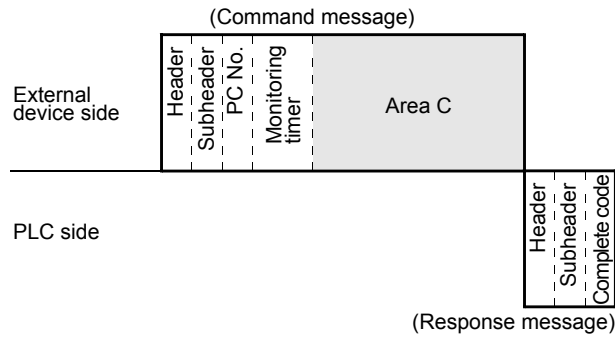 (Command message)
External
device side
Header
Subheader
PC No.
Monitoring
timer
Area C
PLC side
Header
Subheader
Complete code
(Response message)